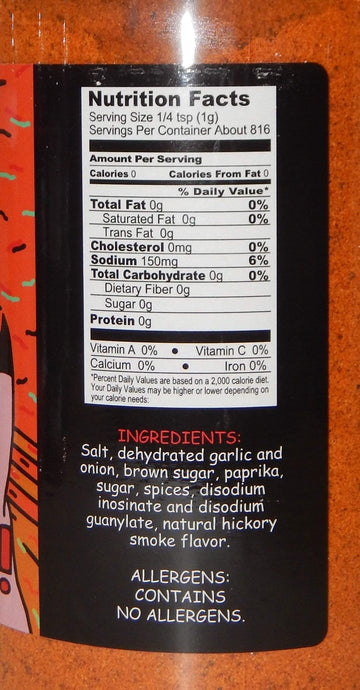 Nutrition Facts
Serving Size 1/4 tsp (1g)
Servings Per Container About 816
Amount Per Serving
Calories 0 Calories From Fat 0
% Daily Value*
Total Fat 0g 0%
Saturated Fat 0g 0%
Trans Fat 0g
Cholesterol 0mg 0%
Sodium 150mg 6%
Total Carbohydrate 0g 0%
Dietary Fiber 0g
Sugar 0g
Protein 0g
Vitamin A 0% • Vitamin C 0%
Calcium 0% • Iron 0%
*Percent Daily Values are based on a 2,000 calorie diet.
Your Daily Values may be higher or lower depending on
your calorie needs:
INGREDIENTS:
Salt, dehydrated garlic and
onion, brown sugar, paprika,
sugar, spices, disodium
inosinate and disodium
guanylate, natural hickory
smoke flavor.
ALLERGENS:
CONTAINS
NO ALLERGENS.